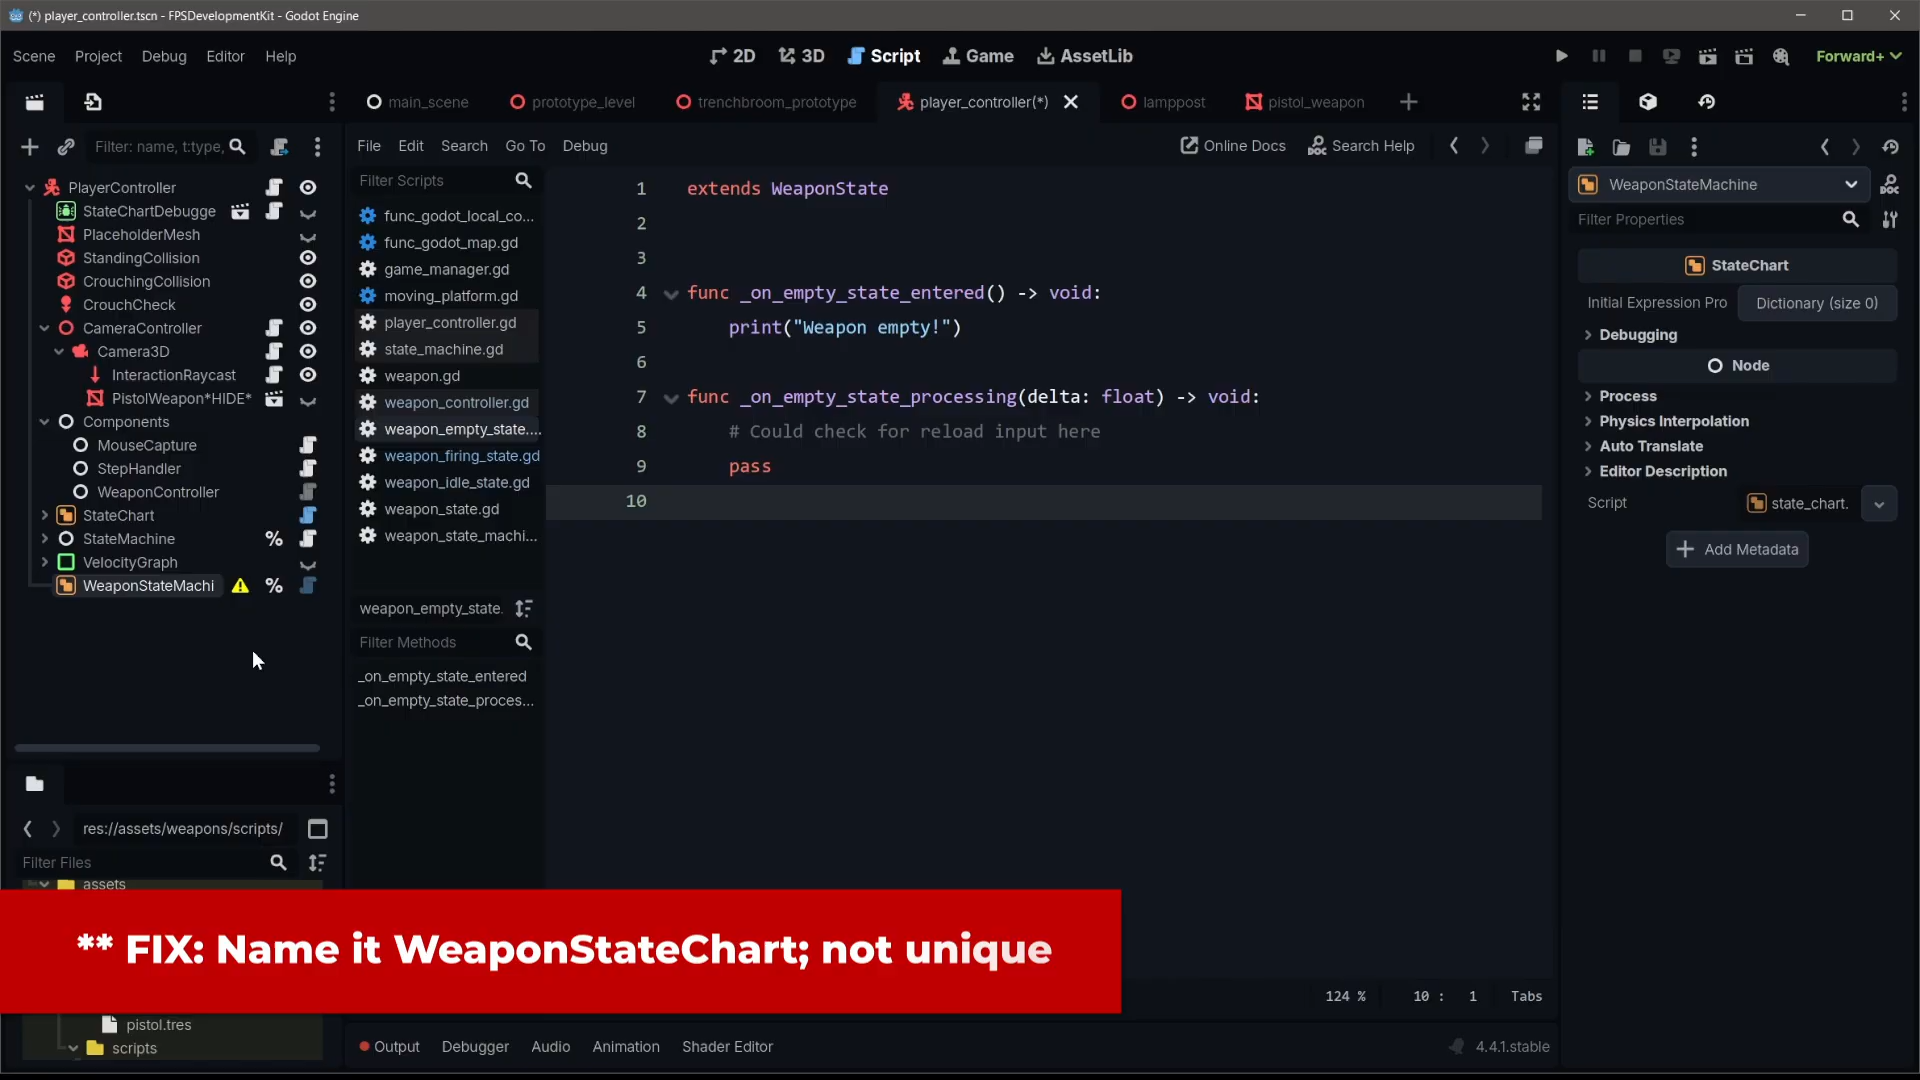 (*) player_controller.tscn - FPSDevelopmentKit - Godot Engine
Scene Project Debug Editor Help
2D 3D Script Game AssetLib
Forward+
main_scene prototype_level trenchbroom_prototype player_controller(*) lamppost pistol_weapon
Filter: name, t:type,
File Edit Search Go To Debug
Online Docs Search Help
PlayerController
StateChartDebugge
PlaceholderMesh
StandingCollision
CrouchingCollision
CrouchCheck
CameraController
Camera3D
InteractionRaycast
PistolWeapon*HIDE*
Components
MouseCapture
StepHandler
WeaponController
StateChart
StateMachine %
VelocityGraph
WeaponStateMachi %
res://assets/weapons/scripts/
Filter Files
assets
pistol.tres
scripts
Filter Scripts
func_godot_local_co...
func_godot_map.gd
game_manager.gd
moving_platform.gd
player_controller.gd
state_machine.gd
weapon.gd
weapon_controller.gd
weapon_empty_state....
weapon_firing_state.gd
weapon_idle_state.gd
weapon_state.gd
weapon_state_machi...
weapon_empty_state.
Filter Methods
_on_empty_state_entered
_on_empty_state_proces...
1 extends WeaponState
2
3
4 func _on_empty_state_entered() -> void:
5 print("Weapon empty!")
6
7 func _on_empty_state_processing(delta: float) -> void:
8 # Could check for reload input here
9 pass
10
124 % 10 : 1 Tabs
Output Debugger Audio Animation Shader Editor
4.4.1.stable
WeaponStateMachine
Filter Properties
StateChart
Initial Expression Pro Dictionary (size 0)
Debugging
Node
Process
Physics Interpolation
Auto Translate
Editor Description
Script state_chart.
Add Metadata
** FIX: Name it WeaponStateChart; not unique